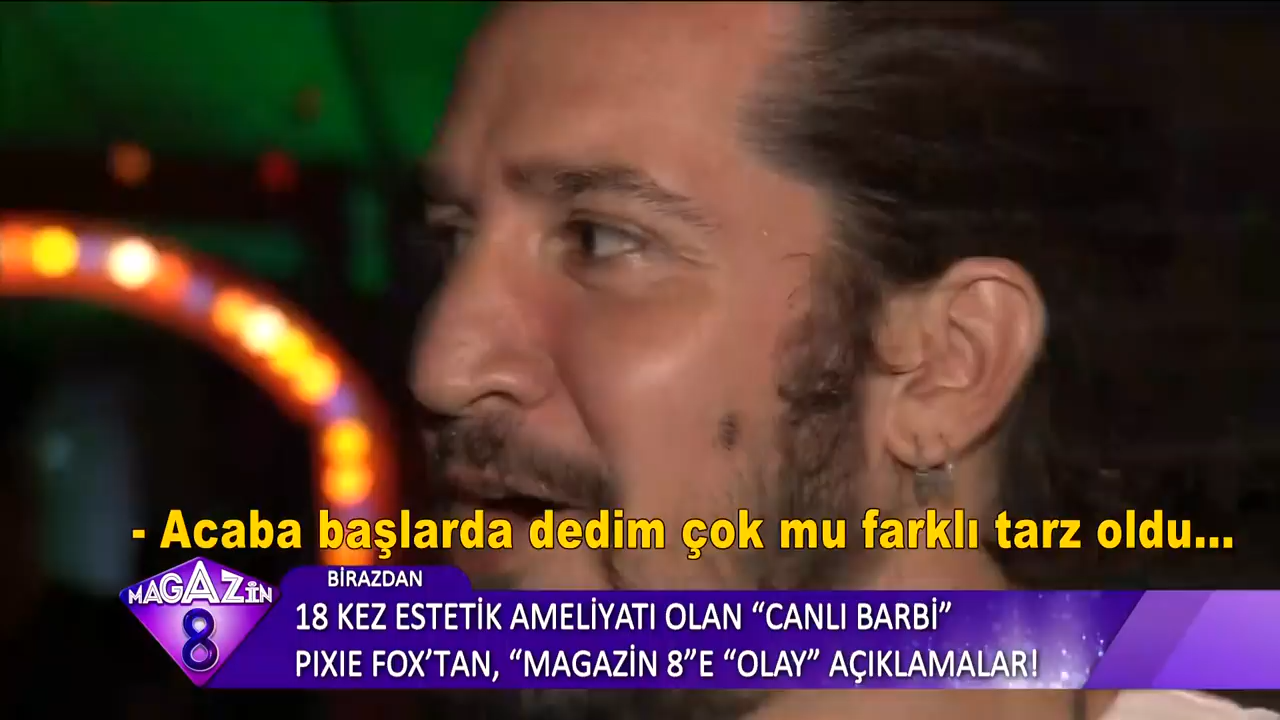 - Acaba başlarda dedim çok mu farklı tarz oldu...
MAGAZİN
8
BİRAZDAN
18 KEZ ESTETİK AMELİYATI OLAN “CANLI BARBİ”
PIXIE FOX’TAN, “MAGAZİN 8”E “OLAY” AÇIKLAMALAR!